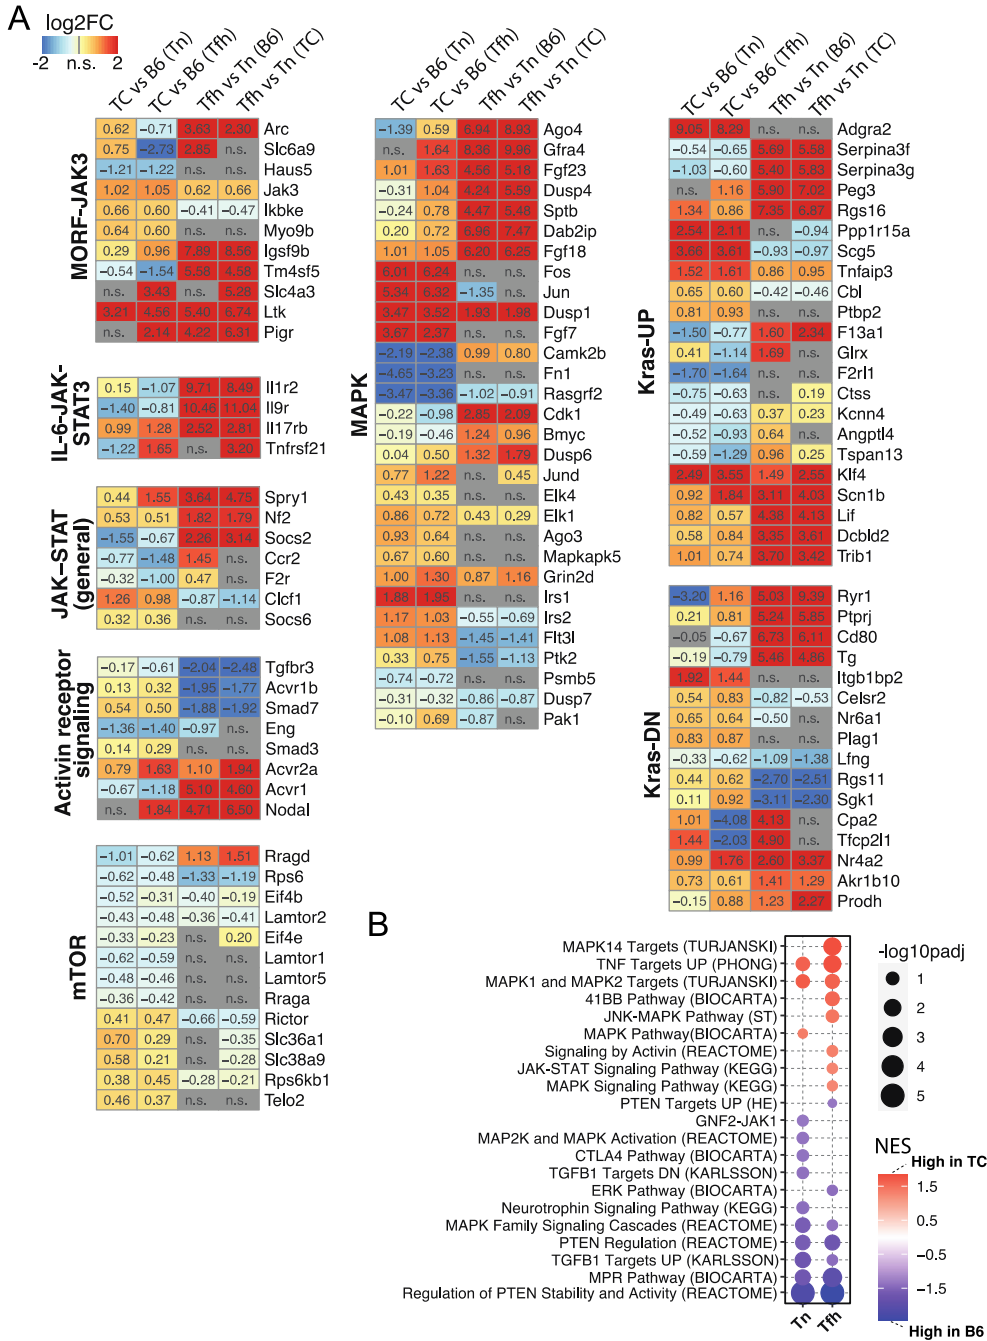 A
log2FC
-2 n.s. 2
TC vs B6 (Tn)
TC vs B6 (Tfh)
Tfh vs Tn (B6)
Tfh vs Tn (TC)
MORF-JAK3
0.62 −0.71 3.63 2.30 Arc
0.75 −2.73 2.85 n.s. Slc6a9
−1.21 −1.22 n.s. n.s. Haus5
1.02 1.05 0.62 0.66 Jak3
0.66 0.60 −0.41 −0.47 Ikbke
0.64 0.60 n.s. n.s. Myo9b
0.29 0.96 7.89 8.56 Igsf9b
−0.54 −1.54 5.58 4.58 Tm4sf5
n.s. 3.43 n.s. 5.28 Slc4a3
3.21 4.56 5.40 6.74 Ltk
n.s. 2.14 4.22 6.31 Pigr
IL-6-JAK-
STAT3
0.15 −1.07 9.71 8.49 Il1r2
−1.40 −0.81 10.46 11.04 Il9r
0.99 1.28 2.52 2.81 Il17rb
−1.22 1.65 n.s. 3.20 Tnfrsf21
JAK–STAT
(general)
0.44 1.55 3.64 4.75 Spry1
0.53 0.51 1.82 1.79 Nf2
−1.55 −0.67 2.26 3.14 Socs2
−0.77 −1.48 1.45 n.s. Ccr2
−0.32 −1.00 0.47 n.s. F2r
1.26 0.98 −0.87 −1.14 Clcf1
0.32 0.36 n.s. n.s. Socs6
Activin receptor
signaling
−0.17 −0.61 −2.04 −2.48 Tgfbr3
0.13 0.32 −1.95 −1.77 Acvr1b
0.54 0.50 −1.88 −1.92 Smad7
−1.36 −1.40 −0.97 n.s. Eng
0.14 0.29 n.s. n.s. Smad3
0.79 1.63 1.10 1.94 Acvr2a
−0.67 −1.18 5.10 4.60 Acvr1
n.s. 1.84 4.71 6.50 Nodal
mTOR
−1.01 −0.62 1.13 1.51 Rragd
−0.62 −0.48 −1.33 −1.19 Rps6
−0.52 −0.31 −0.40 −0.19 Eif4b
−0.43 −0.48 −0.36 −0.41 Lamtor2
−0.33 −0.23 n.s. 0.20 Eif4e
−0.62 −0.59 n.s. n.s. Lamtor1
−0.48 −0.46 n.s. n.s. Lamtor5
−0.36 −0.42 n.s. n.s. Rraga
0.41 0.47 −0.66 −0.59 Rictor
0.70 0.29 n.s. −0.35 Slc36a1
0.58 0.21 n.s. −0.28 Slc38a9
0.38 0.45 −0.28 −0.21 Rps6kb1
0.46 0.37 n.s. n.s. Telo2
TC vs B6 (Tn)
TC vs B6 (Tfh)
Tfh vs Tn (B6)
Tfh vs Tn (TC)
MAPK
−1.39 0.59 6.94 8.93 Ago4
n.s. 1.64 8.36 9.96 Gfra4
1.01 1.63 4.56 5.18 Fgf23
−0.31 1.04 4.24 5.59 Dusp4
−0.24 0.78 4.47 5.48 Sptb
0.20 0.72 6.96 7.47 Dab2ip
1.01 1.05 6.20 6.25 Fgf18
6.01 6.24 n.s. n.s. Fos
5.34 6.32 −1.35 n.s. Jun
3.47 3.52 1.93 1.98 Dusp1
3.67 2.37 n.s. n.s. Fgf7
−2.19 −2.38 0.99 0.80 Camk2b
−4.65 −3.23 n.s. n.s. Fn1
−3.47 −3.36 −1.02 −0.91 Rasgrf2
−0.22 −0.98 2.85 2.09 Cdk1
−0.19 −0.46 1.24 0.96 Bmyc
0.04 0.50 1.32 1.79 Dusp6
0.77 1.22 n.s. 0.45 Jund
0.43 0.35 n.s. n.s. Elk4
0.86 0.72 0.43 0.29 Elk1
0.93 0.64 n.s. n.s. Ago3
0.67 0.60 n.s. n.s. Mapkapk5
1.00 1.30 0.87 1.16 Grin2d
1.88 1.95 n.s. n.s. Irs1
1.17 1.03 −0.55 −0.69 Irs2
1.08 1.13 −1.45 −1.41 Flt3l
0.33 0.75 −1.55 −1.13 Ptk2
−0.74 −0.72 n.s. n.s. Psmb5
−0.31 −0.32 −0.86 −0.87 Dusp7
−0.10 0.69 −0.87 n.s. Pak1
TC vs B6 (Tn)
TC vs B6 (Tfh)
Tfh vs Tn (B6)
Tfh vs Tn (TC)
Kras-UP
9.05 8.29 n.s. n.s. Adgra2
−0.54 −0.65 5.69 5.58 Serpina3f
−1.03 −0.60 5.40 5.83 Serpina3g
n.s. 1.16 5.90 7.02 Peg3
1.34 0.86 7.35 6.87 Rgs16
2.54 2.11 n.s. −0.94 Ppp1r15a
3.66 3.61 −0.93 −0.97 Scg5
1.52 1.61 0.86 0.95 Tnfaip3
0.65 0.60 −0.42 −0.46 Cbl
0.81 0.93 n.s. n.s. Ptbp2
−1.50 −0.77 1.60 2.34 F13a1
0.41 −1.14 1.69 n.s. Glrx
−1.70 −1.64 n.s. n.s. F2rl1
−0.75 −0.63 n.s. 0.19 Ctss
−0.49 −0.63 0.37 0.23 Kcnn4
−0.52 −0.93 0.64 n.s. Angptl4
−0.59 −1.29 0.96 0.25 Tspan13
2.49 3.55 1.49 2.55 Klf4
0.92 1.84 3.11 4.03 Scn1b
0.82 0.57 4.38 4.13 Lif
0.58 0.84 3.35 3.61 Dcbld2
1.01 0.74 3.70 3.42 Trib1
Kras-DN
−3.20 1.16 5.03 9.39 Ryr1
0.21 0.81 5.24 5.85 Ptprj
−0.05 −0.67 6.73 6.11 Cd80
−0.19 −0.79 5.46 4.86 Tg
1.92 1.44 n.s. n.s. Itgb1bp2
0.54 0.83 −0.82 −0.53 Celsr2
0.65 0.64 −0.50 n.s. Nr6a1
0.83 0.87 n.s. n.s. Plag1
−0.33 −0.62 −1.09 −1.38 Lfng
0.44 0.62 −2.70 −2.51 Rgs11
0.11 0.92 −3.11 −2.30 Sgk1
1.01 −4.08 4.13 n.s. Cpa2
1.44 −2.03 4.90 n.s. Tfcp2l1
0.99 1.76 2.60 3.37 Nr4a2
0.73 0.61 1.41 1.29 Akr1b10
−0.15 0.88 1.23 2.27 Prodh
B
MAPK14 Targets (TURJANSKI)
TNF Targets UP (PHONG)
MAPK1 and MAPK2 Targets (TURJANSKI)
41BB Pathway (BIOCARTA)
JNK-MAPK Pathway (ST)
MAPK Pathway(BIOCARTA)
Signaling by Activin (REACTOME)
JAK-STAT Signaling Pathway (KEGG)
MAPK Signaling Pathway (KEGG)
PTEN Targets UP (HE)
GNF2-JAK1
MAP2K and MAPK Activation (REACTOME)
CTLA4 Pathway (BIOCARTA)
TGFB1 Targets DN (KARLSSON)
ERK Pathway (BIOCARTA)
Neurotrophin Signaling Pathway (KEGG)
MAPK Family Signaling Cascades (REACTOME)
PTEN Regulation (REACTOME)
TGFB1 Targets UP (KARLSSON)
MPR Pathway (BIOCARTA)
Regulation of PTEN Stability and Activity (REACTOME)
Tn Tfh
-log10padj
1
2
3
4
5
NES
High in TC
1.5
0.5
−0.5
−1.5
High in B6